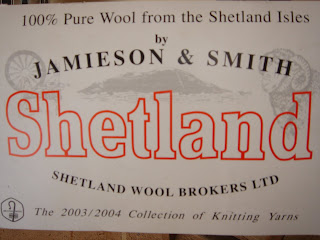 100% Pure Wool from the Shetland Isles
by
JAMIESON & SMITH
Shetland
SHETLAND WOOL BROKERS LTD
The 2003/2004 Collection of Knitting Yarns